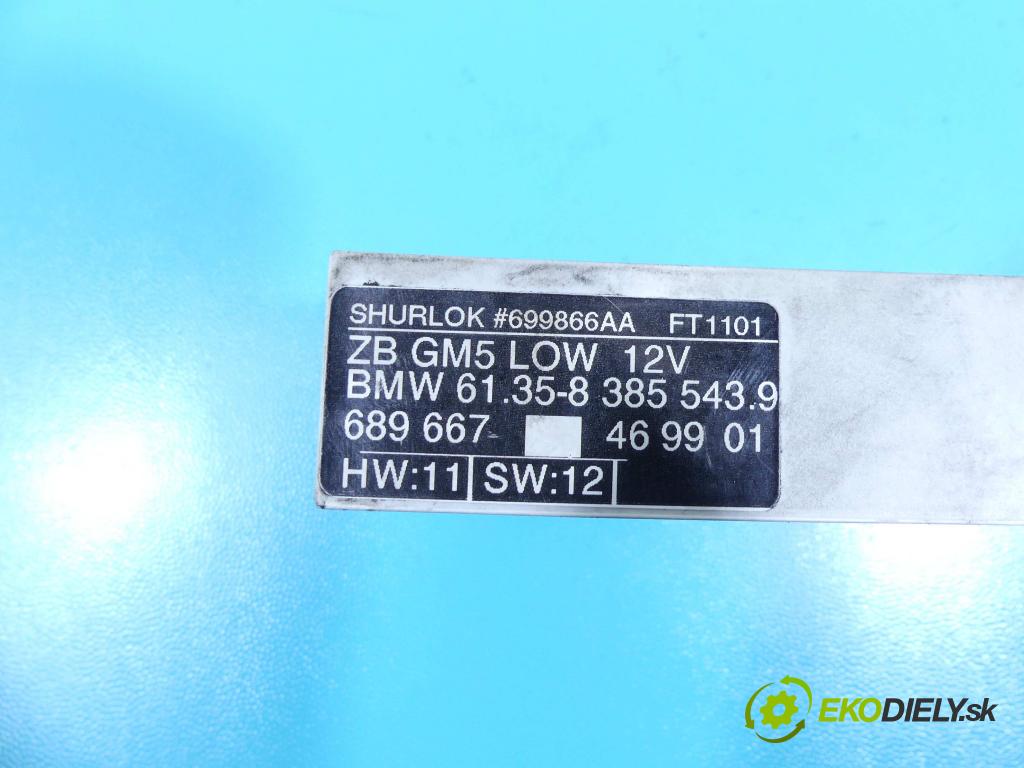 SHURLOK #699866AA FT1101
ZB GM5 LOW 12V
BMW 61.35-8 385 543.9
689 667- 46 99 01
HW:11 SW:12
EKODIELY.sk